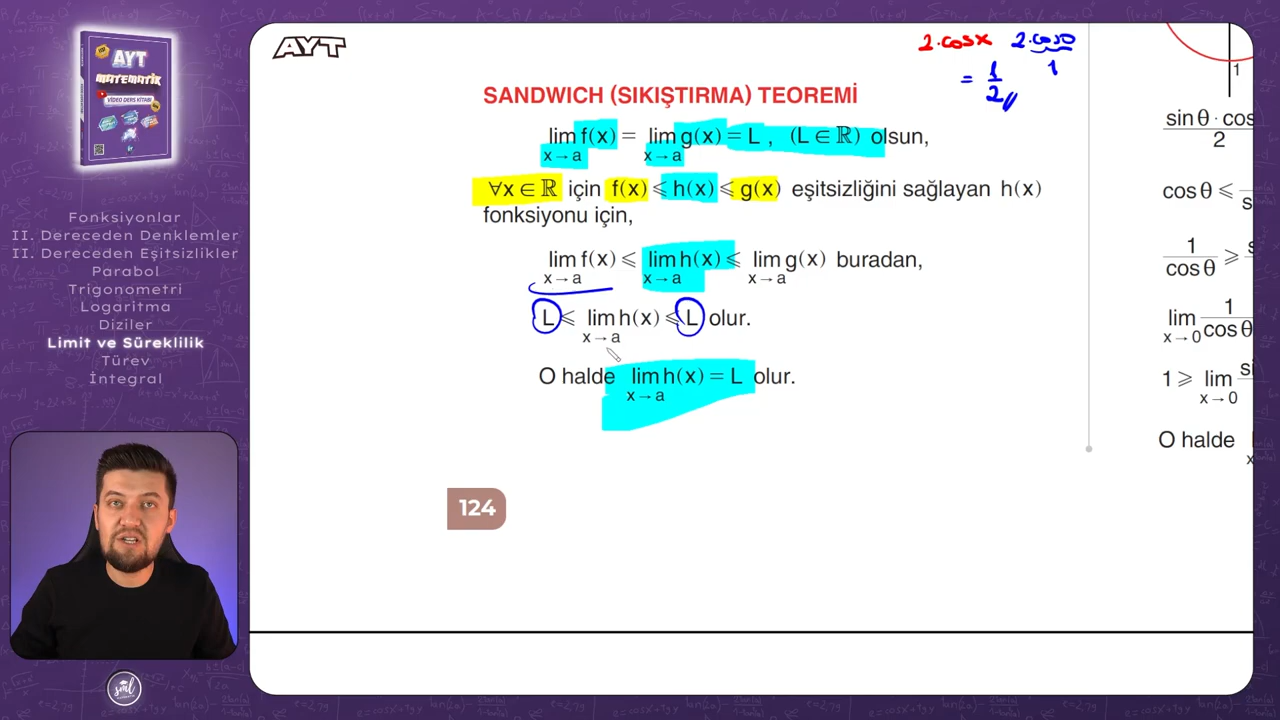 AYT
MATEMATİK
VİDEO DERS KİTABI
Fonksiyonlar
II. Dereceden Denklemler
II. Dereceden Eşitsizlikler
Parabol
Trigonometri
Logaritma
Diziler
Limit ve Süreklilik
Türev
İntegral
sml
AYT
2·cosx 2·cos0
= 1/2 1
SANDWICH (SIKIŞTIRMA) TEOREMİ
lim f(x) = lim g(x) = L , (L ∈ ℝ) olsun,
x→a x→a
∀x ∈ ℝ için f(x) ⩽ h(x) ⩽ g(x) eşitsizliğini sağlayan h(x)
fonksiyonu için,
lim f(x) ⩽ lim h(x) ⩽ lim g(x) buradan,
x→a x→a x→a
L ⩽ lim h(x) ⩽ L olur.
x→a
O halde lim h(x) = L olur.
x→a
124
1
sin θ · cos
2
cos θ ⩽
1
cos θ ⩾
lim 1
x→0 cos θ
1 ⩾ lim si
x→0
O halde